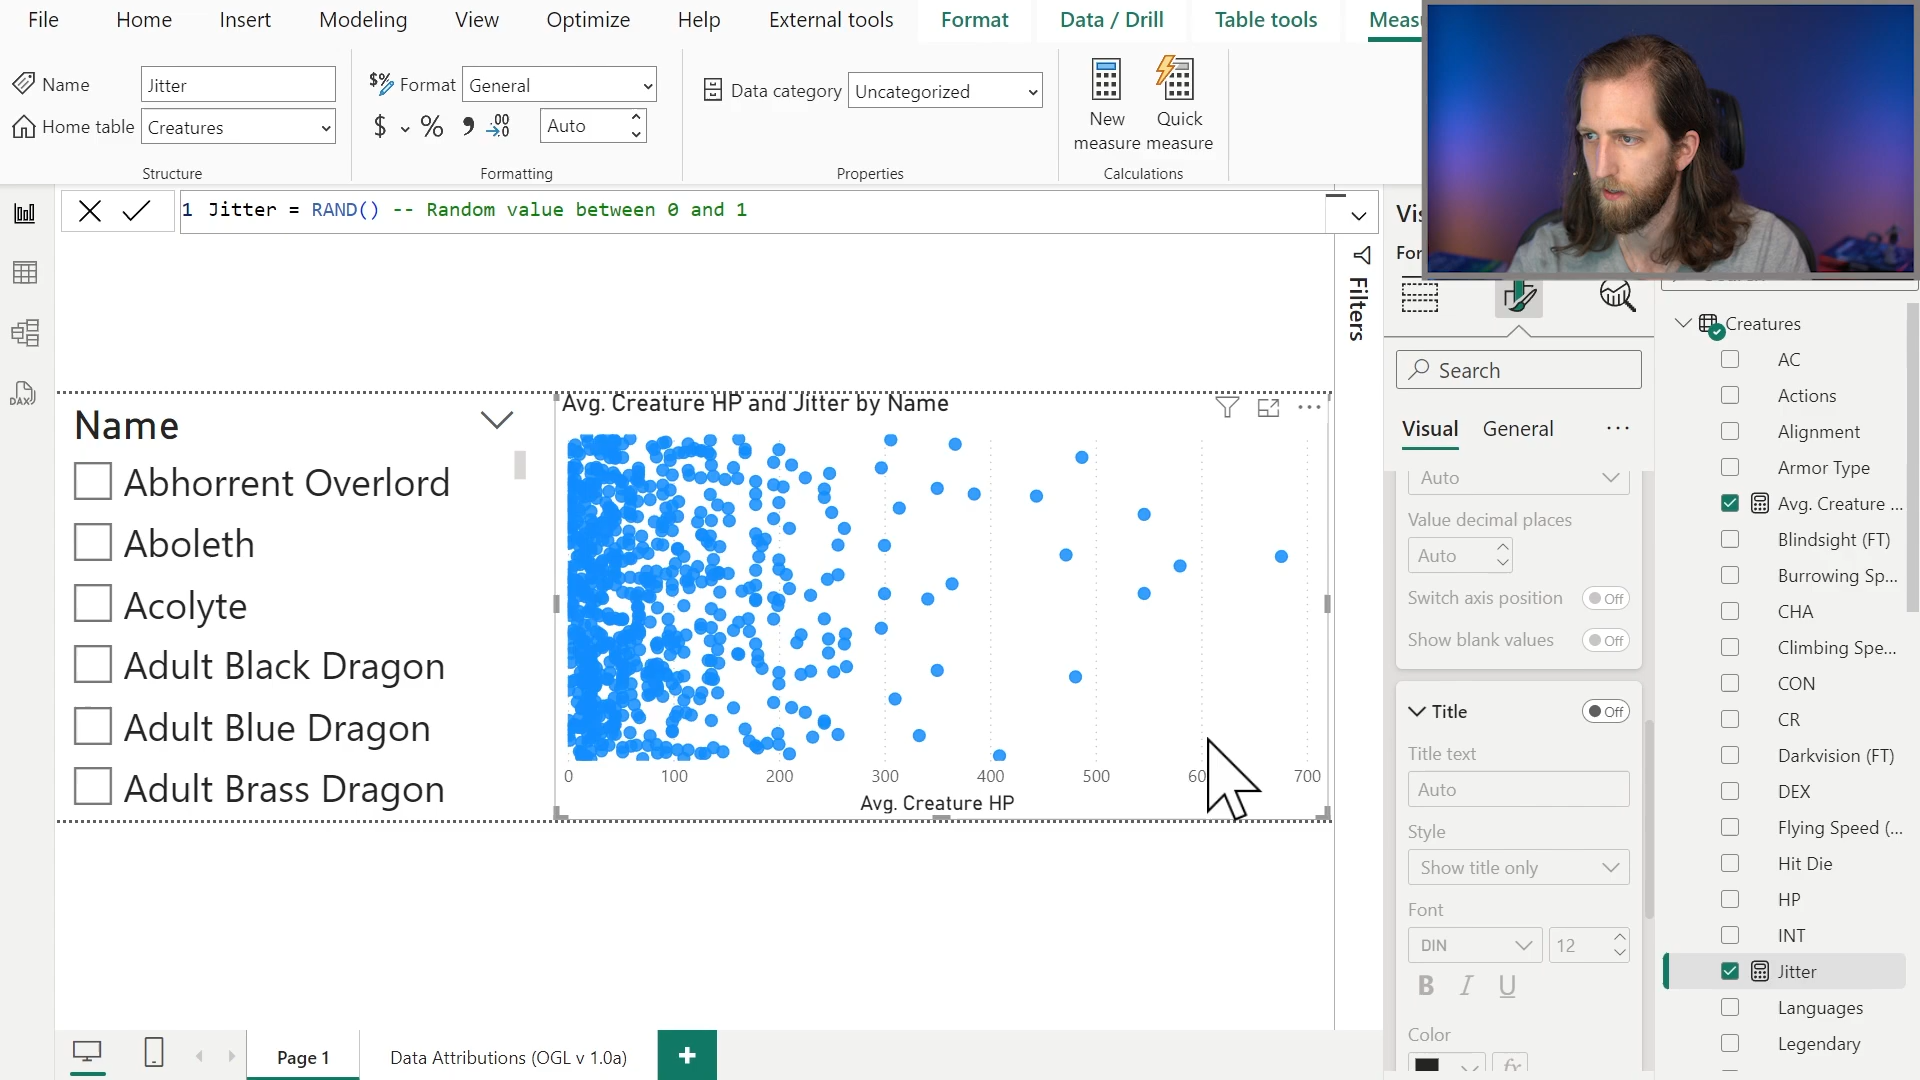 File Home Insert Modeling View Optimize Help External tools Format Data / Drill Table tools Meas
Name Jitter
Home table Creatures
Structure
$% Format General
$ % , .00 Auto
Formatting
Data category Uncategorized
Properties
New measure
Quick measure
Calculations
1 Jitter = RAND() -- Random value between 0 and 1
Name
Abhorrent Overlord
Aboleth
Acolyte
Adult Black Dragon
Adult Blue Dragon
Adult Brass Dragon
Avg. Creature HP and Jitter by Name
0 100 200 300 400 500 60 700
Avg. Creature HP
Filters
Vis
For
Search
Visual General
Auto
Value decimal places
Auto
Switch axis position Off
Show blank values Off
Title Off
Title text
Auto
Style
Show title only
Font
DIN 12
B I U
Color
fx
Creatures
AC
Actions
Alignment
Armor Type
Avg. Creature ...
Blindsight (FT)
Burrowing Sp...
CHA
Climbing Spe...
CON
CR
Darkvision (FT)
DEX
Flying Speed (...
Hit Die
HP
INT
Jitter
Languages
Legendary
DAX
Page 1 Data Attributions (OGL v 1.0a) +